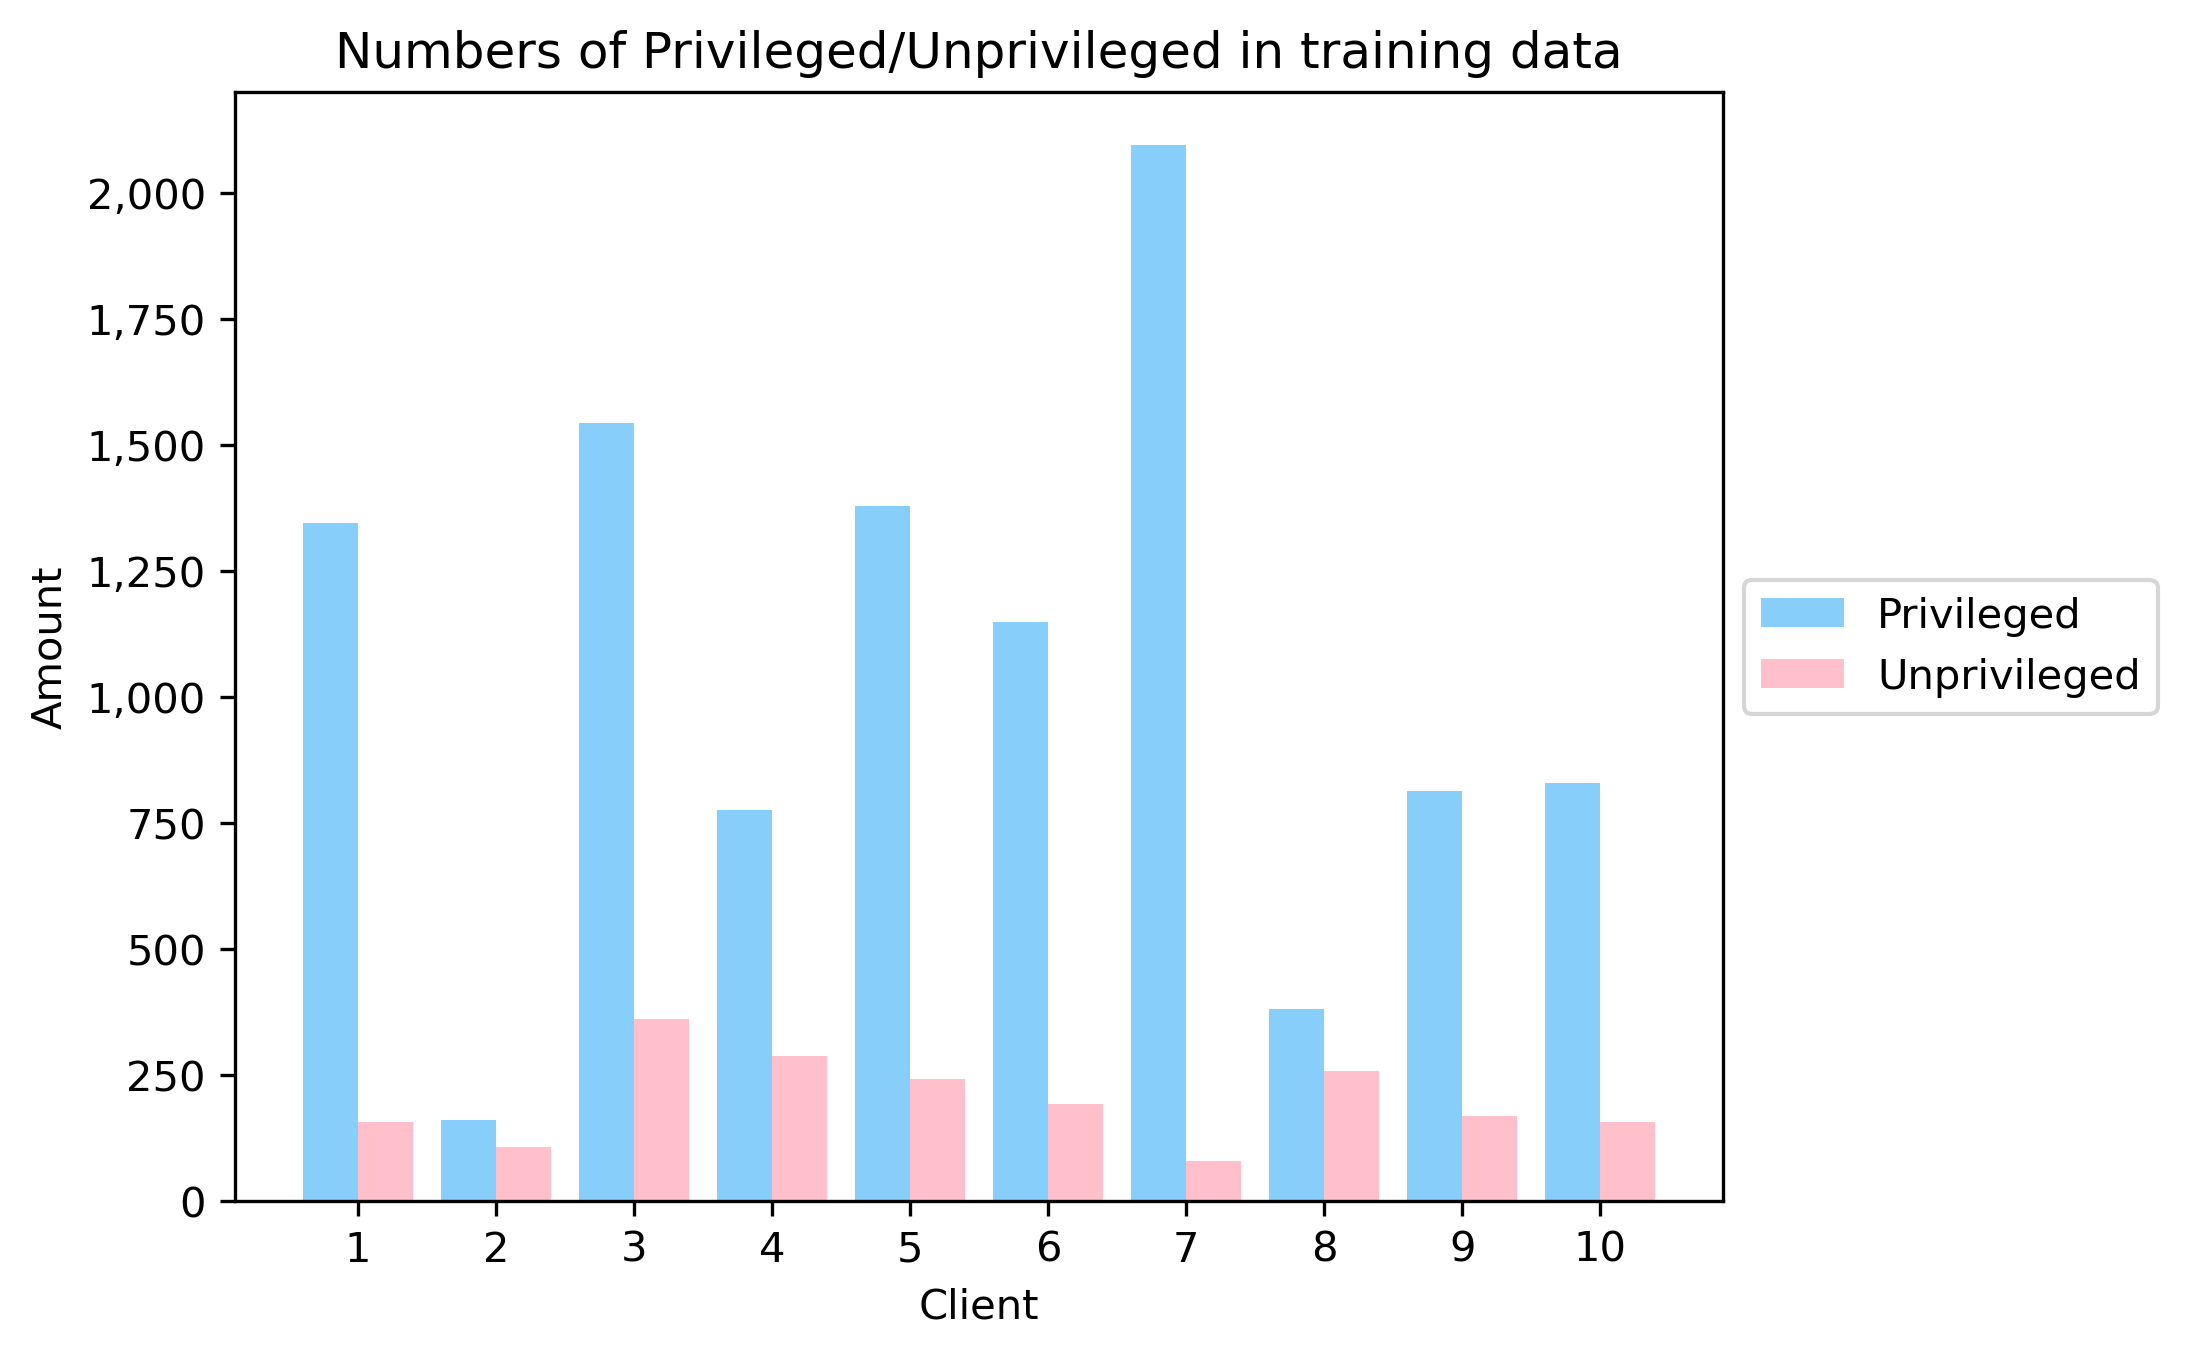 Numbers of Privileged/Unprivileged in training data
2,000
1,750
1,500
1,250
1,000
750
500
250
0
Amount
1 2 3 4 5 6 7 8 9 10
Client
Privileged
Unprivileged